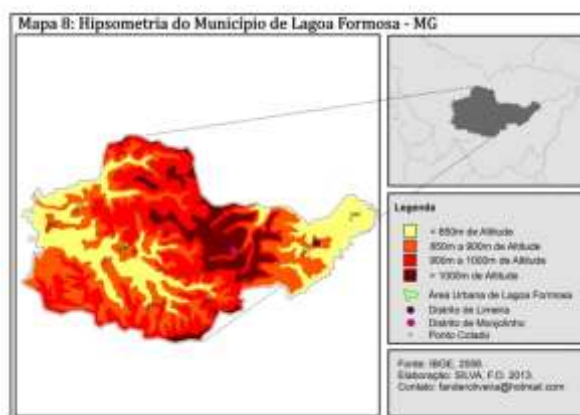 Mapa 8: Hipsometria do Município de Lagoa Formosa - MG
Legenda
< 850m de Altitude
850m a 900m de Altitude
900m a 1000m de Altitude
> 1000m de Altitude
Área Urbana de Lagoa Formosa
Distrito de Limeira
Distrito de Monjolinho
Ponto Cotado
Fonte: IBGE,
Elaboração: SILVA, F.O. 2013.
Contato: